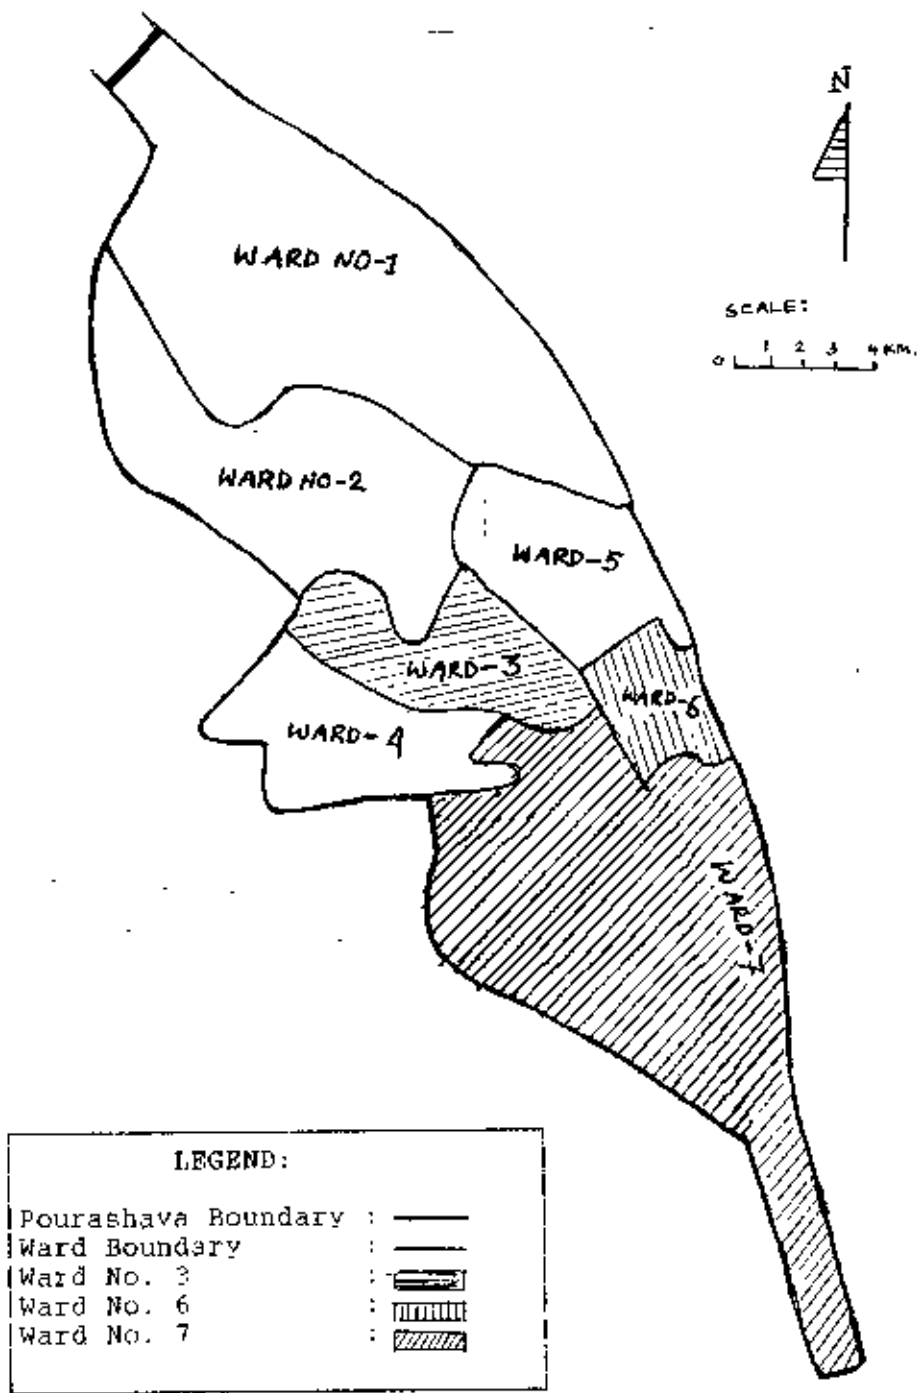 N
WARD NO-1
SCALE:
0 1 2 3 4 KM.
WARD NO-2
WARD-5
WARD-3
WARD-6
WARD-4
WARD-7
LEGEND:
Pourashava Boundary :
Ward Boundary :
Ward No. 3 :
Ward No. 6 :
Ward No. 7 :